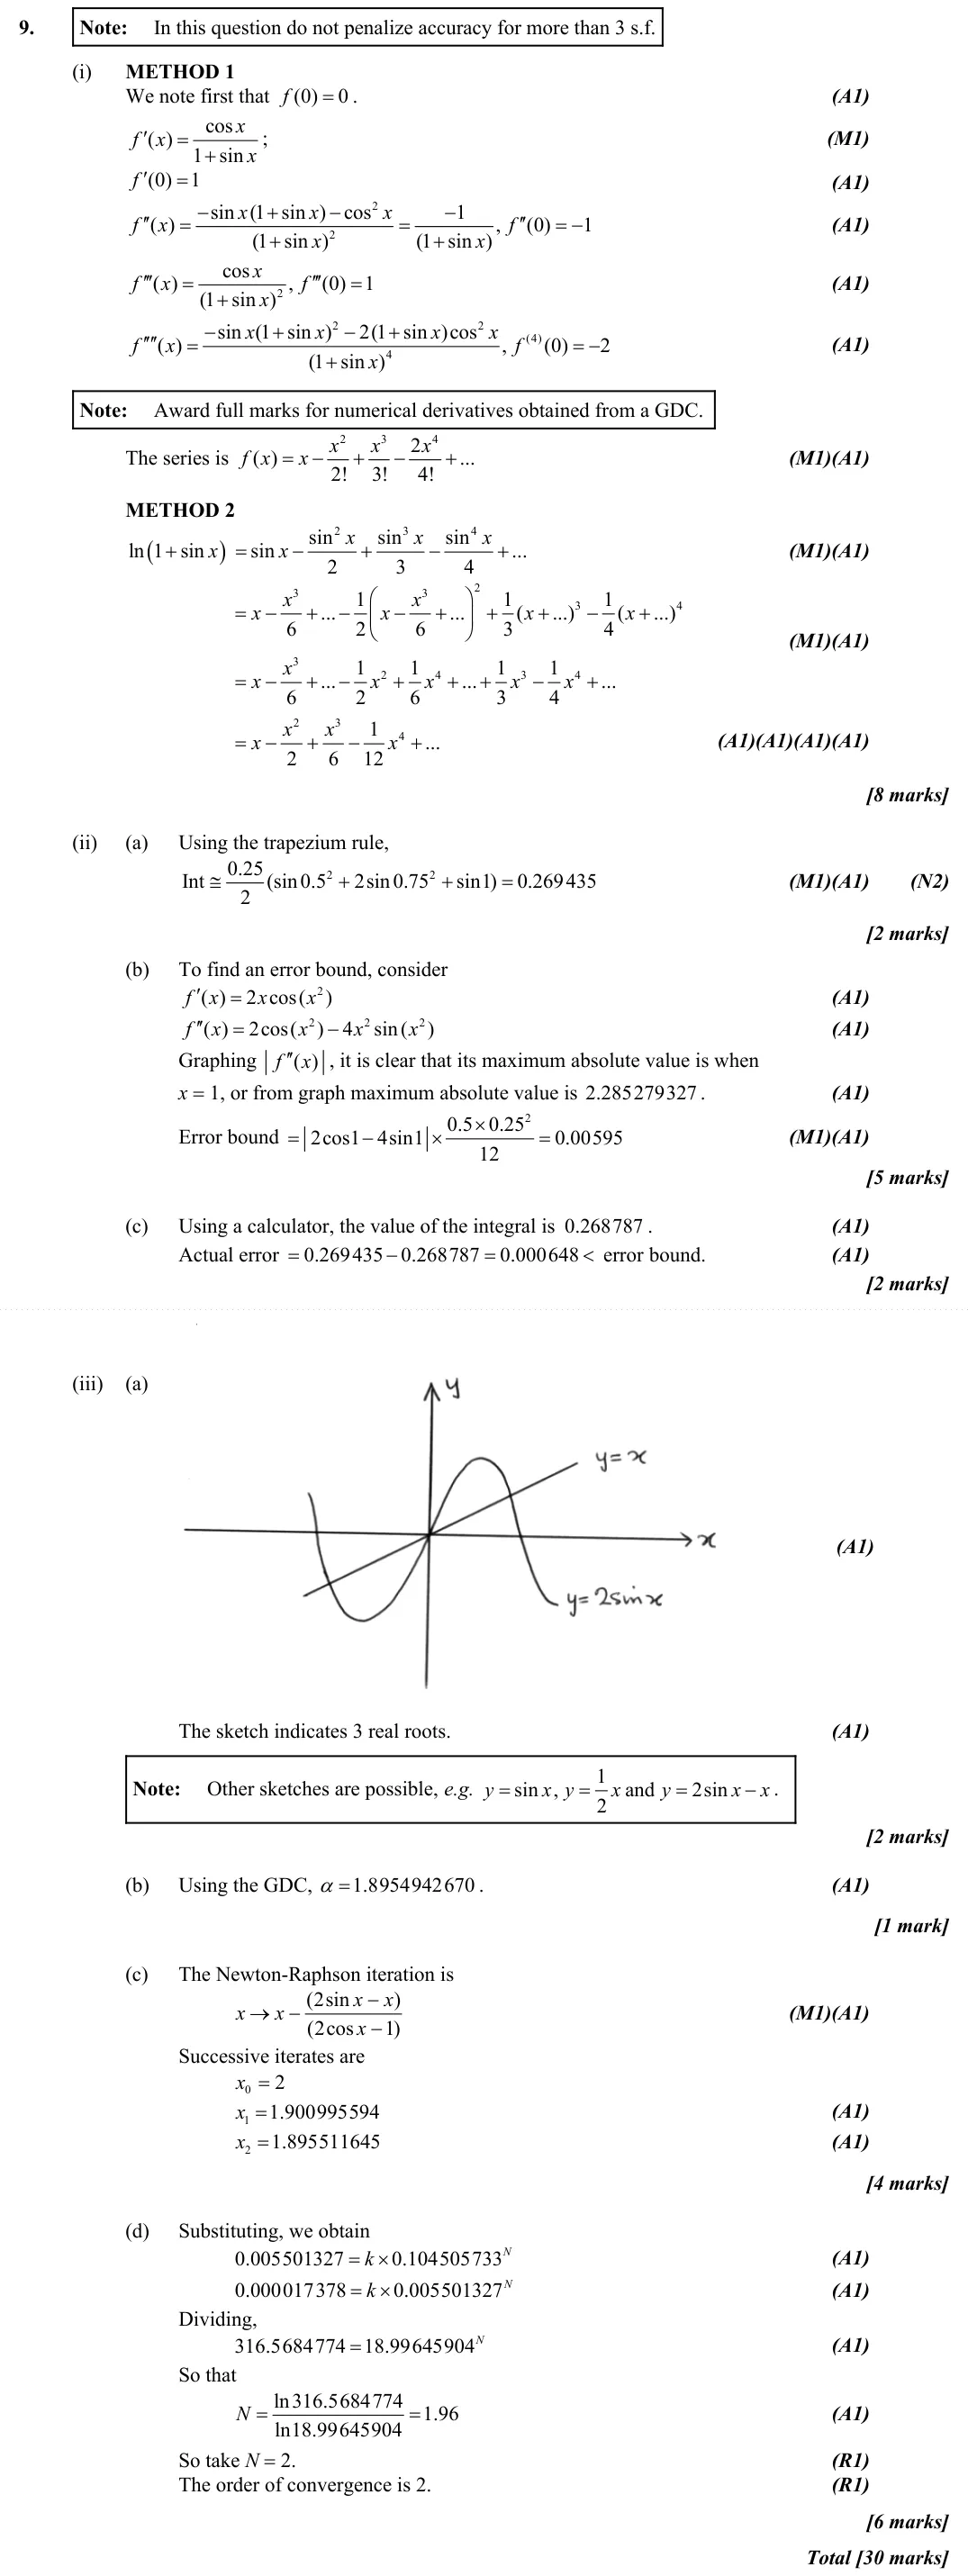 9. Note: In this question do not penalize accuracy for more than 3 s.f.
(i) METHOD 1
We note first that f(0) = 0. (A1)
f′(x) = cos x / (1 + sin x); (M1)
f′(0) = 1 (A1)
f″(x) = (−sin x(1 + sin x) − cos² x) / (1 + sin x)² = −1 / (1 + sin x), f″(0) = −1 (A1)
f‴(x) = cos x / (1 + sin x)², f‴(0) = 1 (A1)
f⁗(x) = (−sin x(1 + sin x)² − 2(1 + sin x)cos² x) / (1 + sin x)⁴, f⁽⁴⁾(0) = −2 (A1)
Note: Award full marks for numerical derivatives obtained from a GDC.
The series is f(x) = x − x²/2! + x³/3! − 2x⁴/4! + ... (M1)(A1)
METHOD 2
ln(1 + sin x) = sin x − sin² x/2 + sin³ x/3 − sin⁴ x/4 + ... (M1)(A1)
= x − x³/6 + ... − 1/2(x − x³/6 + ...)² + 1/3(x + ...)³ − 1/4(x + ...)⁴
(M1)(A1)
= x − x³/6 + ... − 1/2 x² + 1/6 x⁴ + ... + 1/3 x³ − 1/4 x⁴ + ...
= x − x²/2 + x³/6 − 1/12 x⁴ + ... (A1)(A1)(A1)(A1)
[8 marks]
(ii) (a) Using the trapezium rule,
Int ≅ 0.25/2 (sin 0.5² + 2 sin 0.75² + sin 1) = 0.269435 (M1)(A1) (N2)
[2 marks]
(b) To find an error bound, consider
f′(x) = 2x cos(x²) (A1)
f″(x) = 2cos(x²) − 4x² sin(x²) (A1)
Graphing |f″(x)|, it is clear that its maximum absolute value is when
x = 1, or from graph maximum absolute value is 2.285279327. (A1)
Error bound = |2cos1 − 4sin1| × 0.5 × 0.25² / 12 = 0.00595 (M1)(A1)
[5 marks]
(c) Using a calculator, the value of the integral is 0.268787. (A1)
Actual error = 0.269435 − 0.268787 = 0.000648 < error bound. (A1)
[2 marks]
(iii) (a)
y
y = x
x
(A1)
y = 2sin x
The sketch indicates 3 real roots. (A1)
Note: Other sketches are possible, e.g. y = sin x, y = 1/2 x and y = 2sin x − x.
[2 marks]
(b) Using the GDC, α = 1.8954942670. (A1)
[1 mark]
(c) The Newton-Raphson iteration is
x → x − (2sin x − x) / (2cos x − 1) (M1)(A1)
Successive iterates are
x₀ = 2
x₁ = 1.900995594 (A1)
x₂ = 1.895511645 (A1)
[4 marks]
(d) Substituting, we obtain
0.005501327 = k × 0.104505733ᴺ (A1)
0.000017378 = k × 0.005501327ᴺ (A1)
Dividing,
316.5684774 = 18.99645904ᴺ (A1)
So that
N = ln 316.5684774 / ln 18.99645904 = 1.96 (A1)
So take N = 2. (R1)
The order of convergence is 2. (R1)
[6 marks]
Total [30 marks]